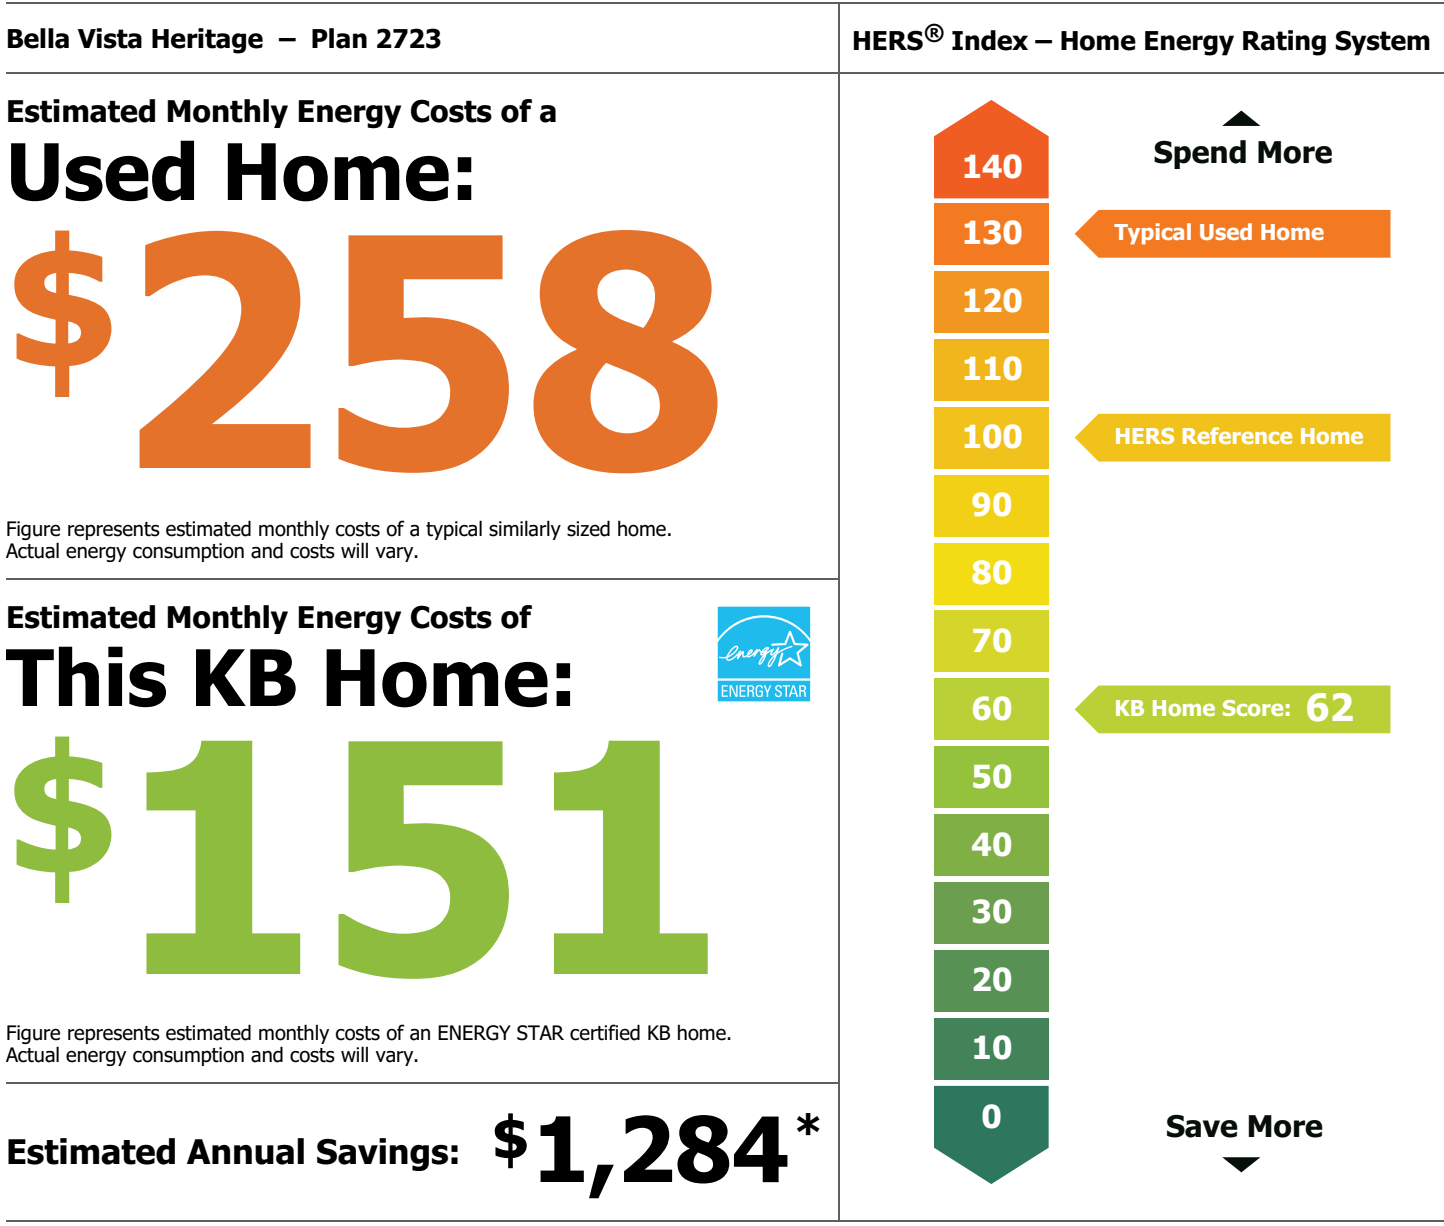 Bella Vista Heritage – Plan 2723
Estimated Monthly Energy Costs of a
Used Home:
$258
Figure represents estimated monthly costs of a typical similarly sized home.
Actual energy consumption and costs will vary.
Estimated Monthly Energy Costs of
This KB Home:
energy
ENERGY STAR
$151
Figure represents estimated monthly costs of an ENERGY STAR certified KB home.
Actual energy consumption and costs will vary.
Estimated Annual Savings: $1,284*
HERS® Index – Home Energy Rating System
Spend More
140
130 Typical Used Home
120
110
100 HERS Reference Home
90
80
70
60 KB Home Score: 62
50
40
30
20
10
0
Save More